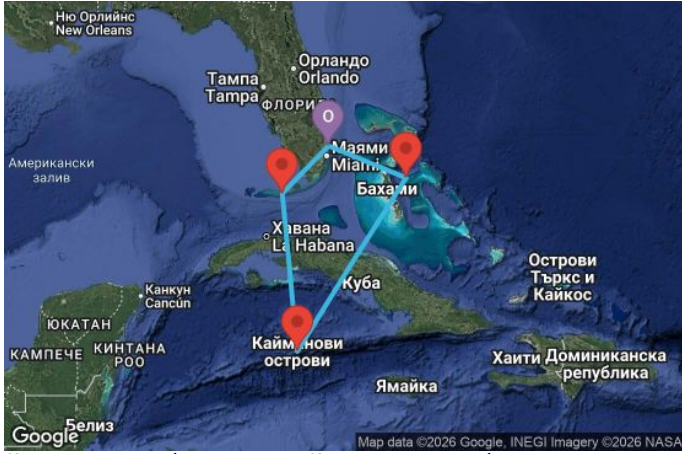 Ню Орлийнс
New Orleans
Орландо
Orlando
Тампа
Tampa
ФЛОРИД
O
Маями
Miami
Американски
залив
Бахами
Хавана
La Habana
Куба
Острови
Търкс и
Кайкос
Канкун
Cancún
ЮКАТАН
КАМПЕЧЕ
КИНТАНА
РОО
Кайманови
острови
Хаити
Доминиканска
република
Ямайка
Белиз
Google
Map data ©2026 Google, INEGI Imagery ©2026 NASA